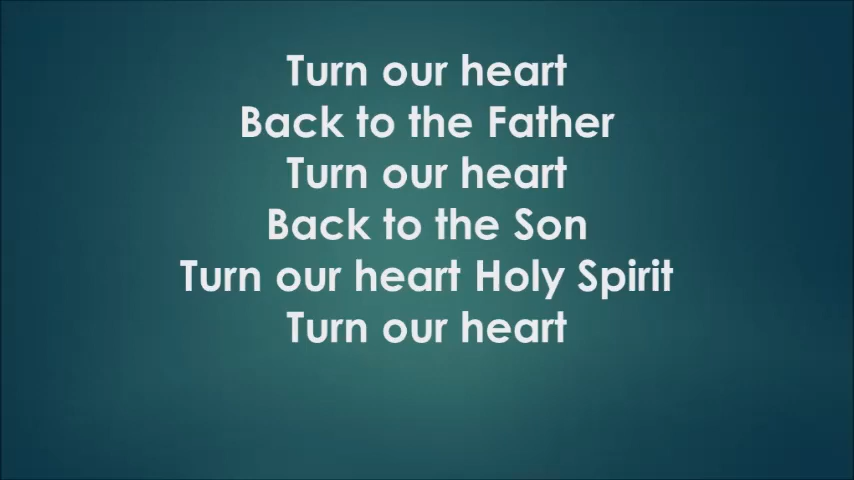 Turn our heart
Back to the Father
Turn our heart
Back to the Son
Turn our heart Holy Spirit
Turn our heart